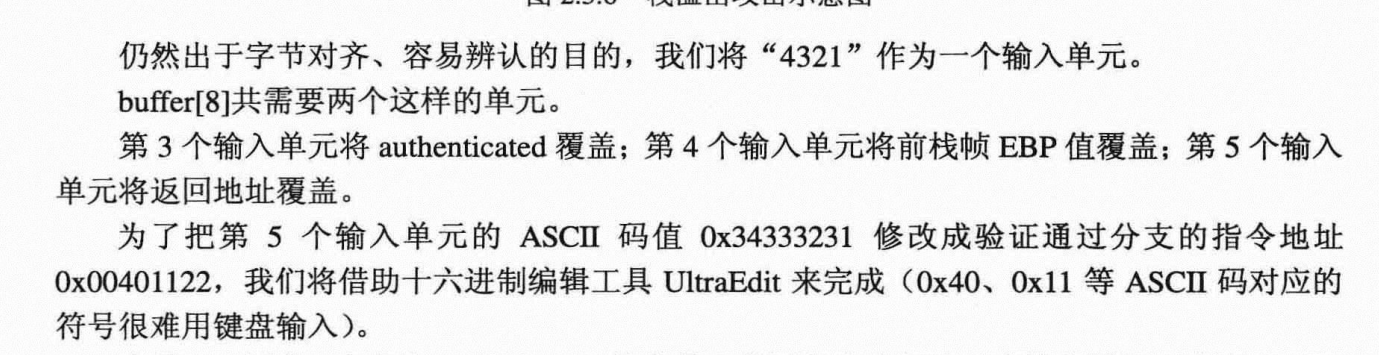 仍然出于字节对齐、容易辨认的目的，我们将“4321”作为一个输入单元。
buffer[8]共需要两个这样的单元。
第 3 个输入单元将 authenticated 覆盖；第 4 个输入单元将前栈帧 EBP 值覆盖；第 5 个输入
单元将返回地址覆盖。
为了把第 5 个输入单元的 ASCII 码值 0x34333231 修改成验证通过分支的指令地址
0x00401122，我们将借助十六进制编辑工具 UltraEdit 来完成（0x40、0x11 等 ASCII 码对应的
符号很难用键盘输入）。